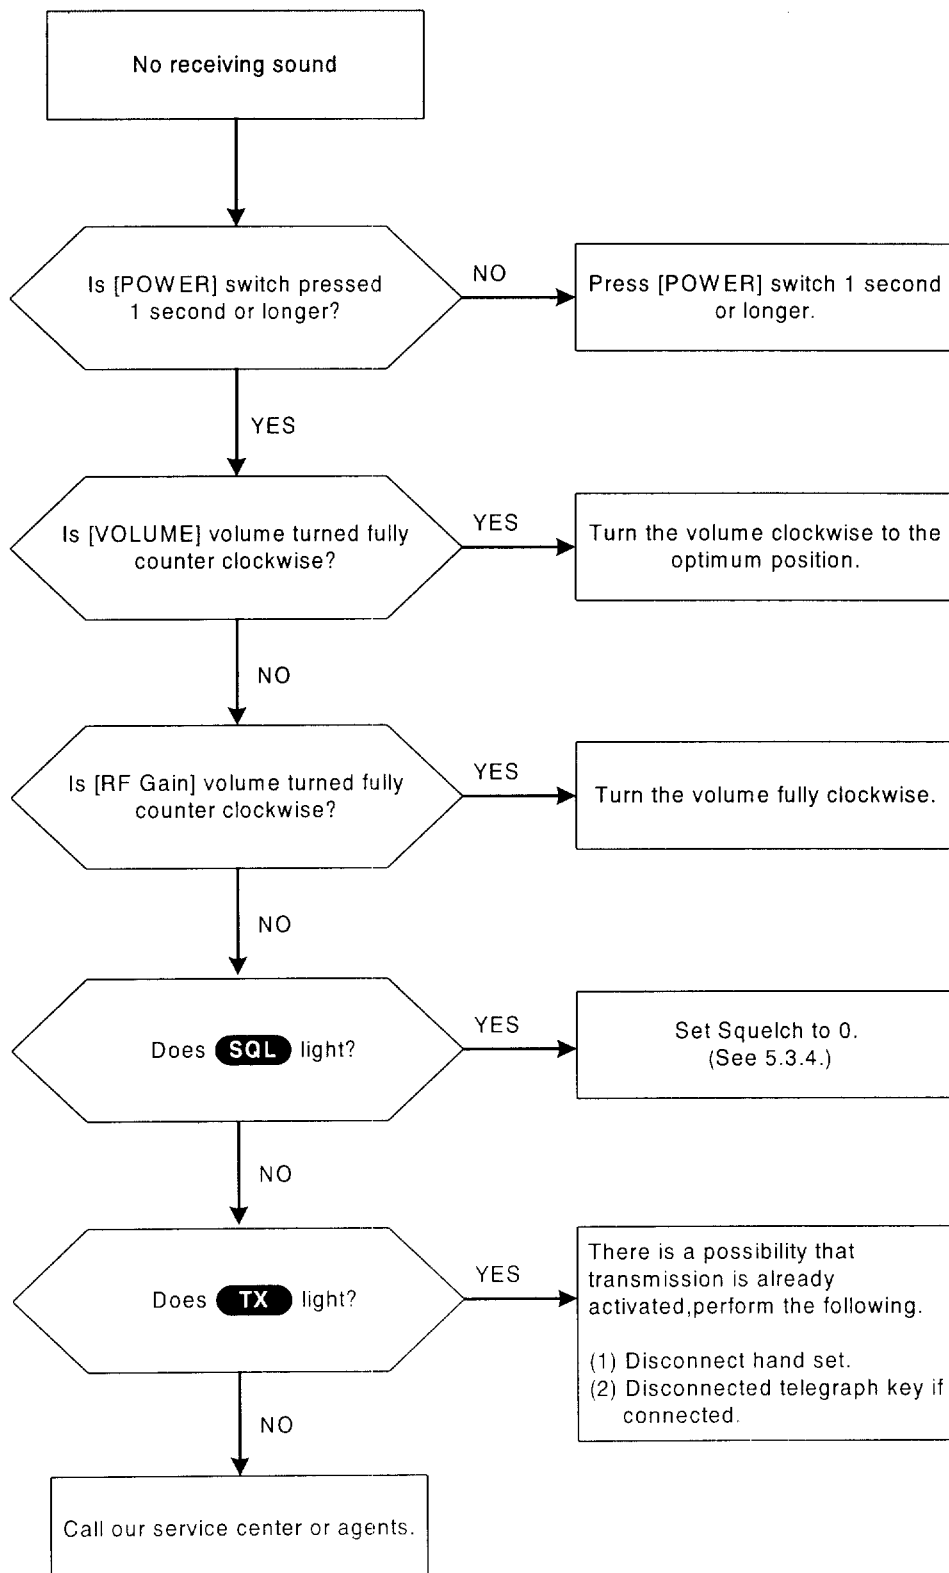 No receiving sound
Is [POWER] switch pressed
1 second or longer?
NO
Press [POWER] switch 1 second
or longer.
YES
Is [VOLUME] volume turned fully
counter clockwise?
YES
Turn the volume clockwise to the
optimum position.
NO
Is [RF Gain] volume turned fully
counter clockwise?
YES
Turn the volume fully clockwise.
NO
Does SQL light?
YES
Set Squelch to 0.
(See 5.3.4.)
NO
Does TX light?
YES
There is a possibility that
transmission is already
activated,perform the following.
(1) Disconnect hand set.
(2) Disconnected telegraph key if
connected.
NO
Call our service center or agents.